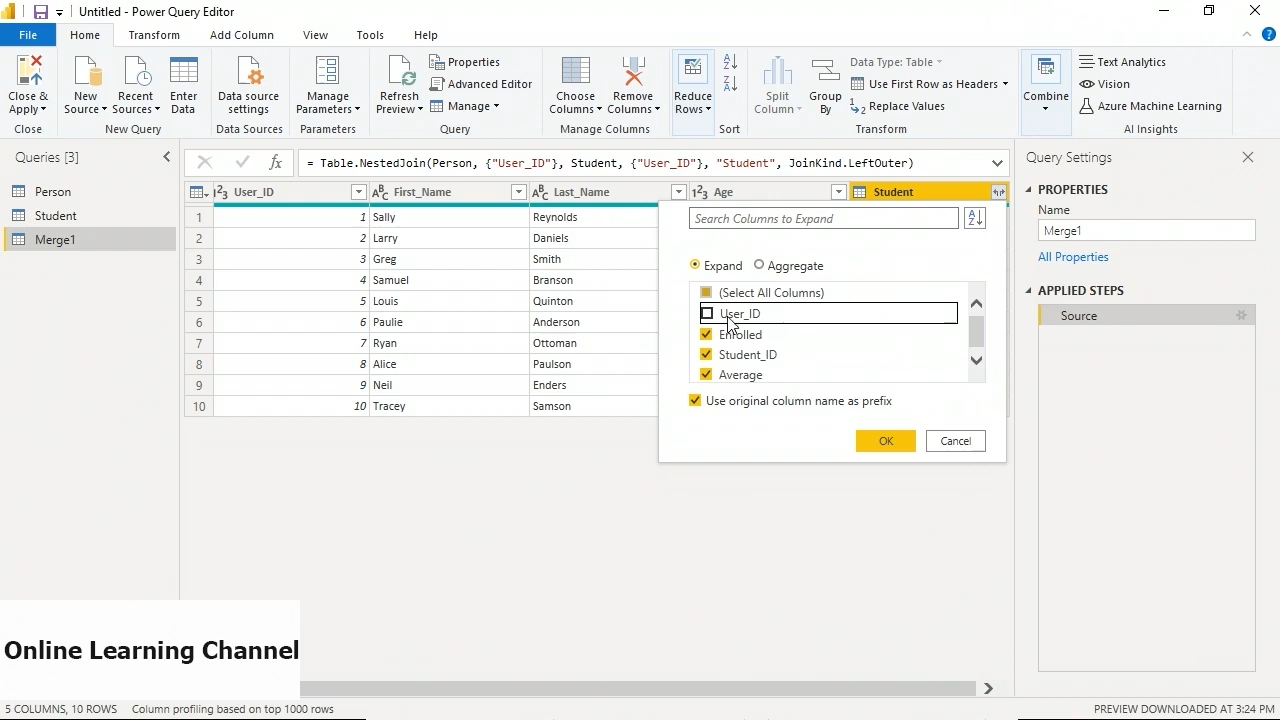 Untitled - Power Query Editor
File Home Transform Add Column View Tools Help
Close & Apply
New Source
Recent Sources
Enter Data
Data source settings
Manage Parameters
Refresh Preview
Properties
Advanced Editor
Manage
Choose Columns
Remove Columns
Reduce Rows
Split Column
Group By
Data Type: Table
Use First Row as Headers
Replace Values
Combine
Text Analytics
Vision
Azure Machine Learning
Close New Query Data Sources Parameters Query Manage Columns Sort Transform AI Insights
Queries [3]
Person
Student
Merge1
= Table.NestedJoin(Person, {"User_ID"}, Student, {"User_ID"}, "Student", JoinKind.LeftOuter)
User_ID First_Name Last_Name Age Student
1 1 Sally Reynolds
2 2 Larry Daniels
3 3 Greg Smith
4 4 Samuel Branson
5 5 Louis Quinton
6 6 Paulie Anderson
7 7 Ryan Ottoman
8 8 Alice Paulson
9 9 Neil Enders
10 10 Tracey Samson
Search Columns to Expand
Expand Aggregate
(Select All Columns)
User_ID
Enrolled
Student_ID
Average
Use original column name as prefix
OK Cancel
Query Settings
PROPERTIES
Name
Merge1
All Properties
APPLIED STEPS
Source
Online Learning Channel
5 COLUMNS, 10 ROWS Column profiling based on top 1000 rows
PREVIEW DOWNLOADED AT 3:24 PM